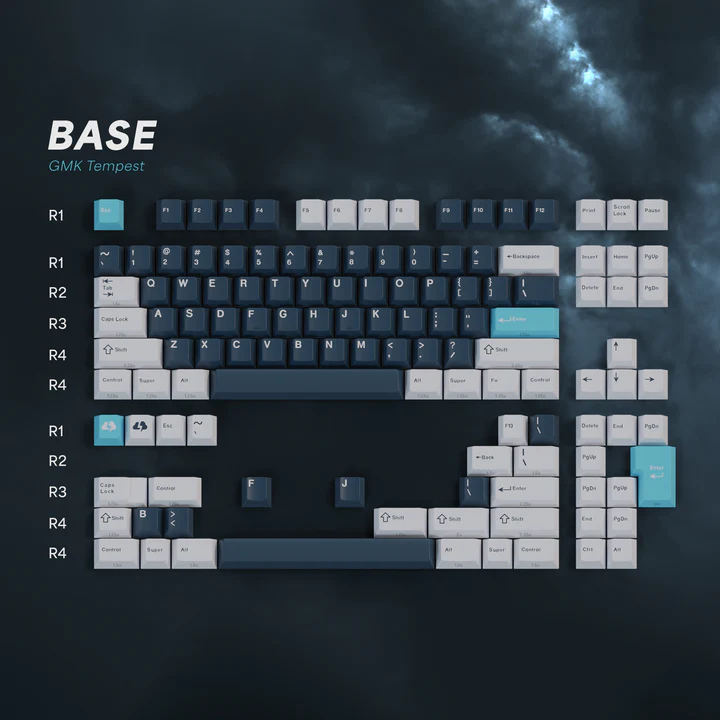 BASE
GMK Tempest
R1 Esc F1 F2 F3 F4 F5 F6 F7 F8 F9 F10 F11 F12 Print Scroll Lock Pause
R1 ~ ` ! 1 @ 2 # 3 $ 4 % 5 ^ 6 & 7 * 8 ( 9 ) 0 _ - + = ← Backspace Insert Home PgUp
R2 Tab Q W E R T Y U I O P { [ } ] | \ Delete End PgDn
R3 Caps Lock A S D F G H J K L : ; " ' Enter
R4 ⇧ Shift Z X C V B N M < , > . ? / ⇧ Shift ↑
R4 Control Super Alt Alt Super Fn Control ← ↓ →
R1 Esc ~ ` F13 | \ Delete End PgDn
R2 ← Back | \ PgUp Enter
R3 Caps Lock Control F J | \ Enter PgDn PgUp
R4 ⇧ Shift B > < ⇧ Shift ⇧ Shift ⇧ Shift End PgDn
R4 Control Super Alt Alt Super Control Ctrl Alt